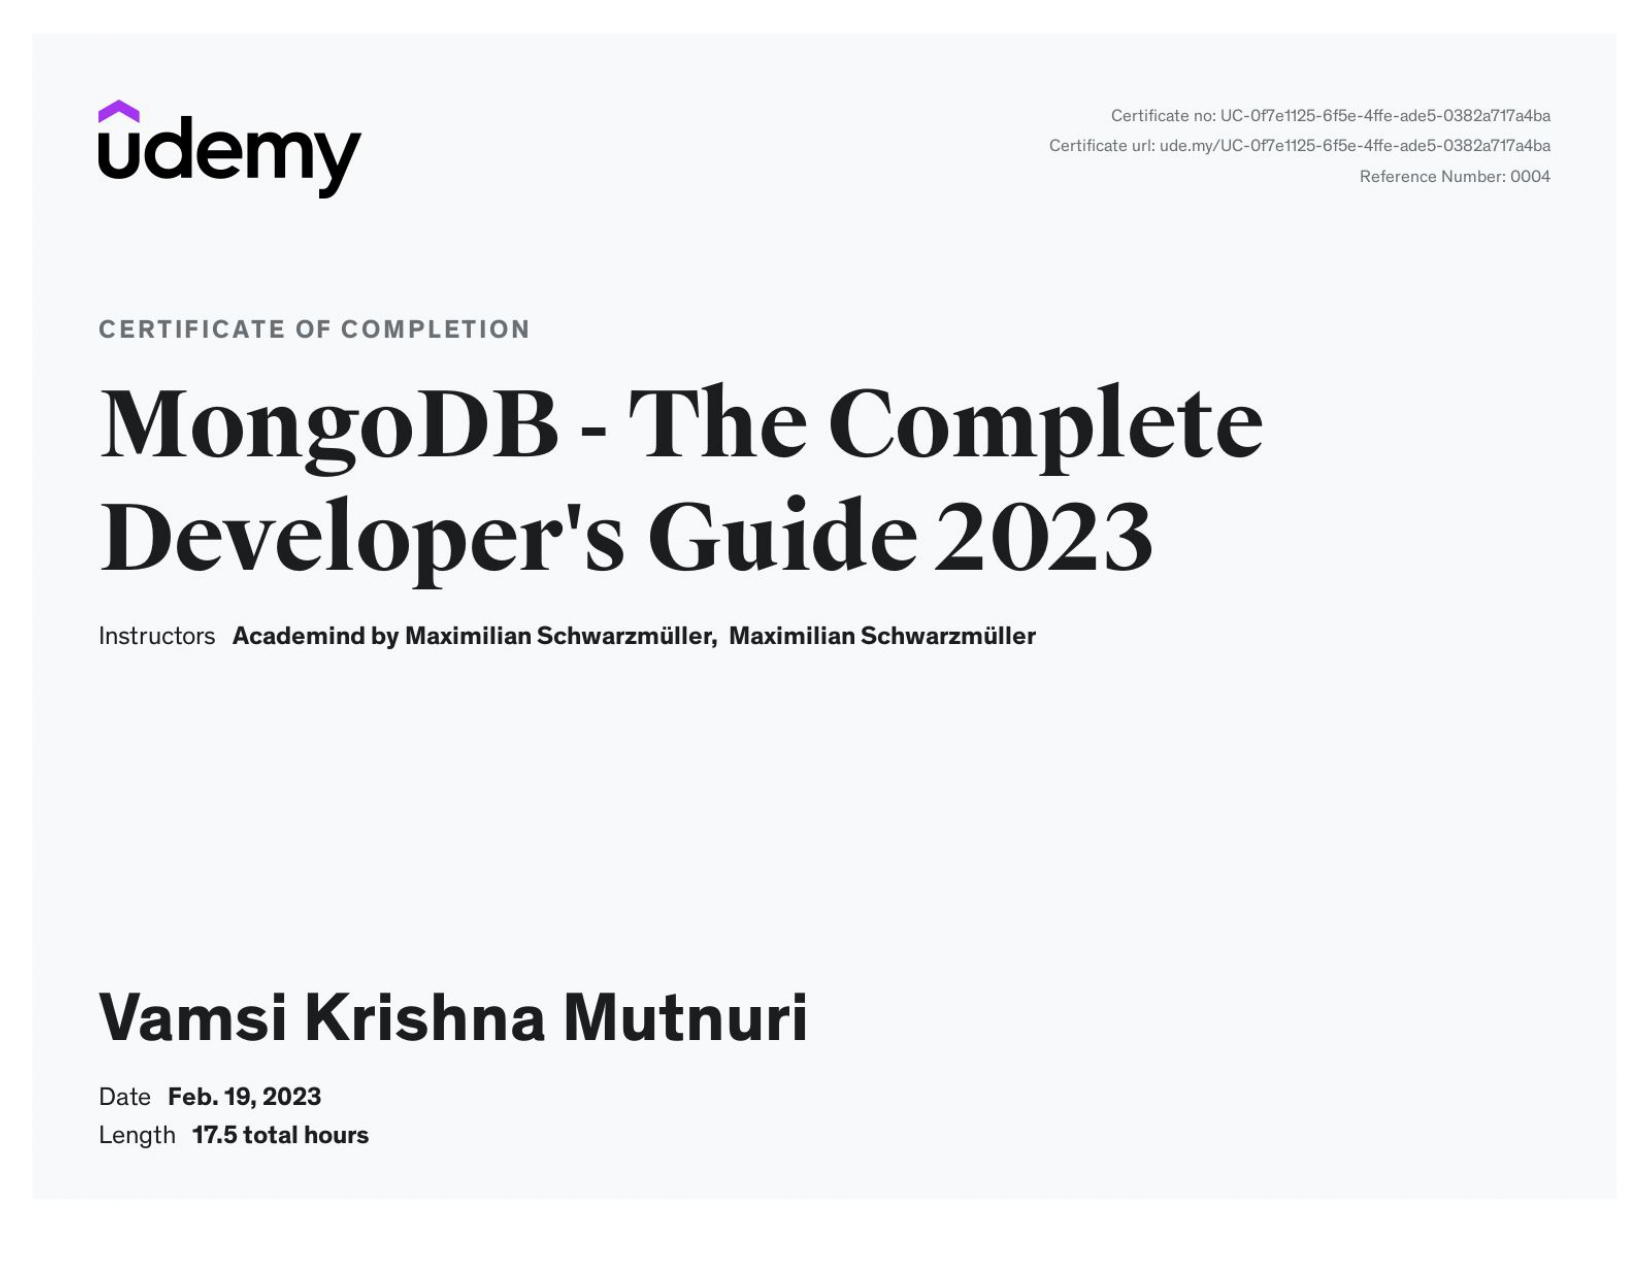 udemy
Certificate no: UC-0f7e1125-6f5e-4ffe-ade5-0382a717a4ba
Certificate url: ude.my/UC-0f7e1125-6f5e-4ffe-ade5-0382a717a4ba
Reference Number: 0004
CERTIFICATE OF COMPLETION
MongoDB - The Complete
Developer's Guide 2023
Instructors Academind by Maximilian Schwarzmüller, Maximilian Schwarzmüller
Vamsi Krishna Mutnuri
Date Feb. 19, 2023
Length 17.5 total hours